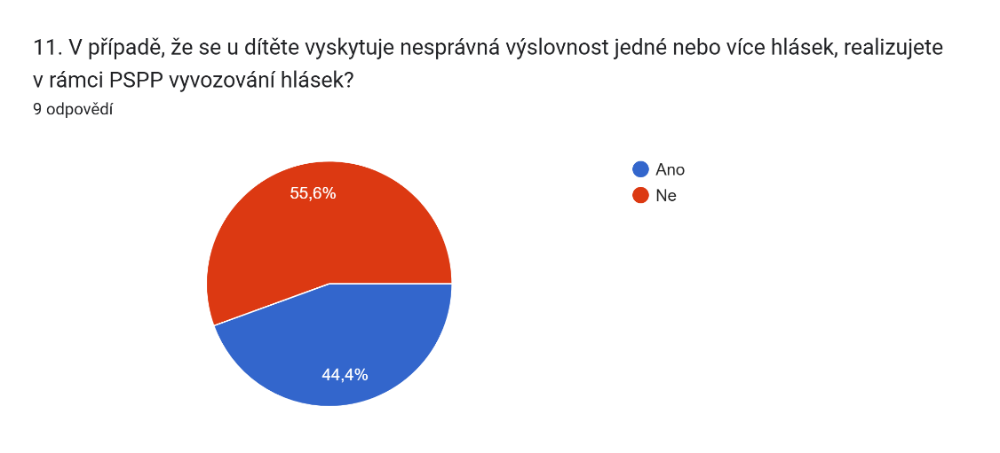 11. V případě, že se u dítěte vyskytuje nesprávná výslovnost jedné nebo více hlásek, realizujete
v rámci PSPP vyvozování hlásek?
9 odpovědí
Ano
Ne
55,6%
44,4%